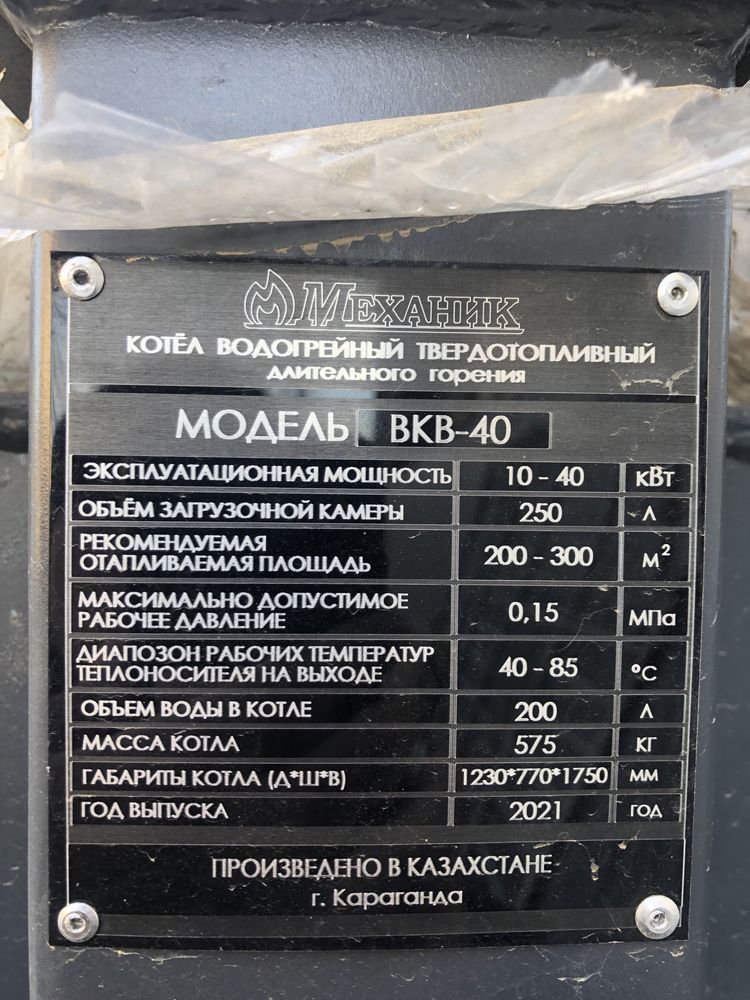 МЕХАНИК
КОТЁЛ ВОДОГРЕЙНЫЙ ТВЕРДОТОПЛИВНЫЙ
ДЛИТЕЛЬНОГО ГОРЕНИЯ
МОДЕЛЬ ВКВ-40
ЭКСПЛУАТАЦИОННАЯ МОЩНОСТЬ 10 - 40 кВт
ОБЪЁМ ЗАГРУЗОЧНОЙ КАМЕРЫ 250 Л
РЕКОМЕНДУЕМАЯ
ОТАПЛИВАЕМАЯ ПЛОЩАДЬ 200 - 300 м²
МАКСИМАЛЬНО ДОПУСТИМОЕ
РАБОЧЕЕ ДАВЛЕНИЕ 0,15 МПа
ДИАПОЗОН РАБОЧИХ ТЕМПЕРАТУР
ТЕПЛОНОСИТЕЛЯ НА ВЫХОДЕ 40 - 85 °С
ОБЪЕМ ВОДЫ В КОТЛЕ 200 Л
МАССА КОТЛА 575 КГ
ГАБАРИТЫ КОТЛА (Д*Ш*В) 1230*770*1750 ММ
ГОД ВЫПУСКА 2021 ГОД
ПРОИЗВЕДЕНО В КАЗАХСТАНЕ
г. Караганда